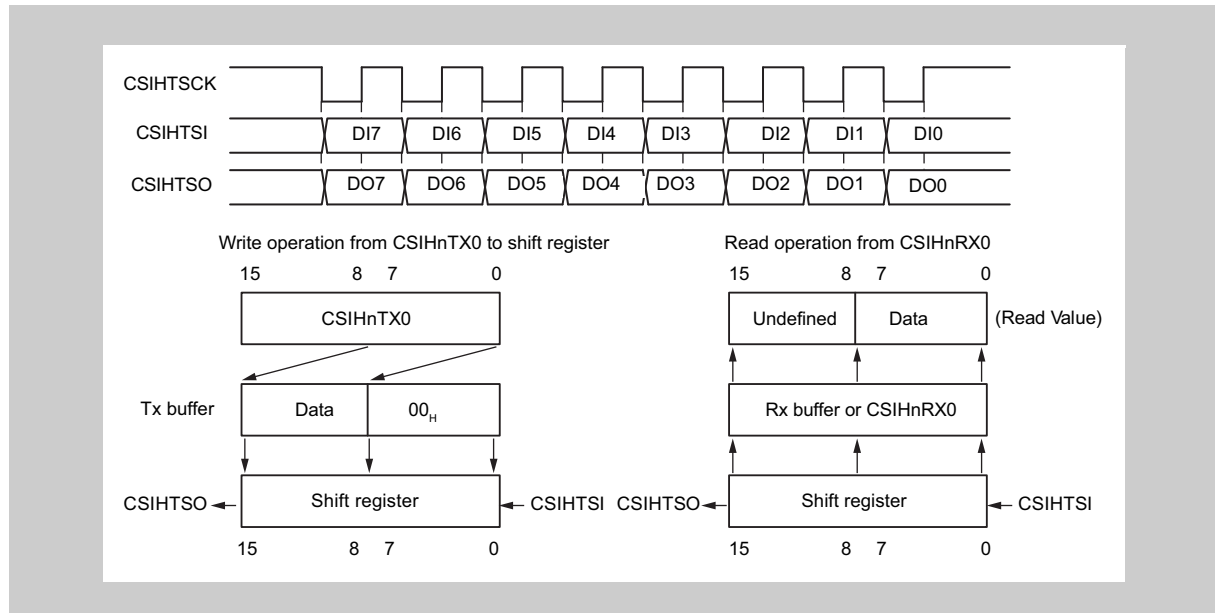 CSIHTSCK
CSIHTSI DI7 DI6 DI5 DI4 DI3 DI2 DI1 DI0
CSIHTSO DO7 DO6 DO5 DO4 DO3 DO2 DO1 DO0
Write operation from CSIHnTX0 to shift register
15 8 7 0
CSIHnTX0
Tx buffer Data 00H
CSIHTSO Shift register CSIHTSI
15 8 7 0
Read operation from CSIHnRX0
15 8 7 0
Undefined Data (Read Value)
Rx buffer or CSIHnRX0
CSIHTSO Shift register CSIHTSI
15 8 7 0